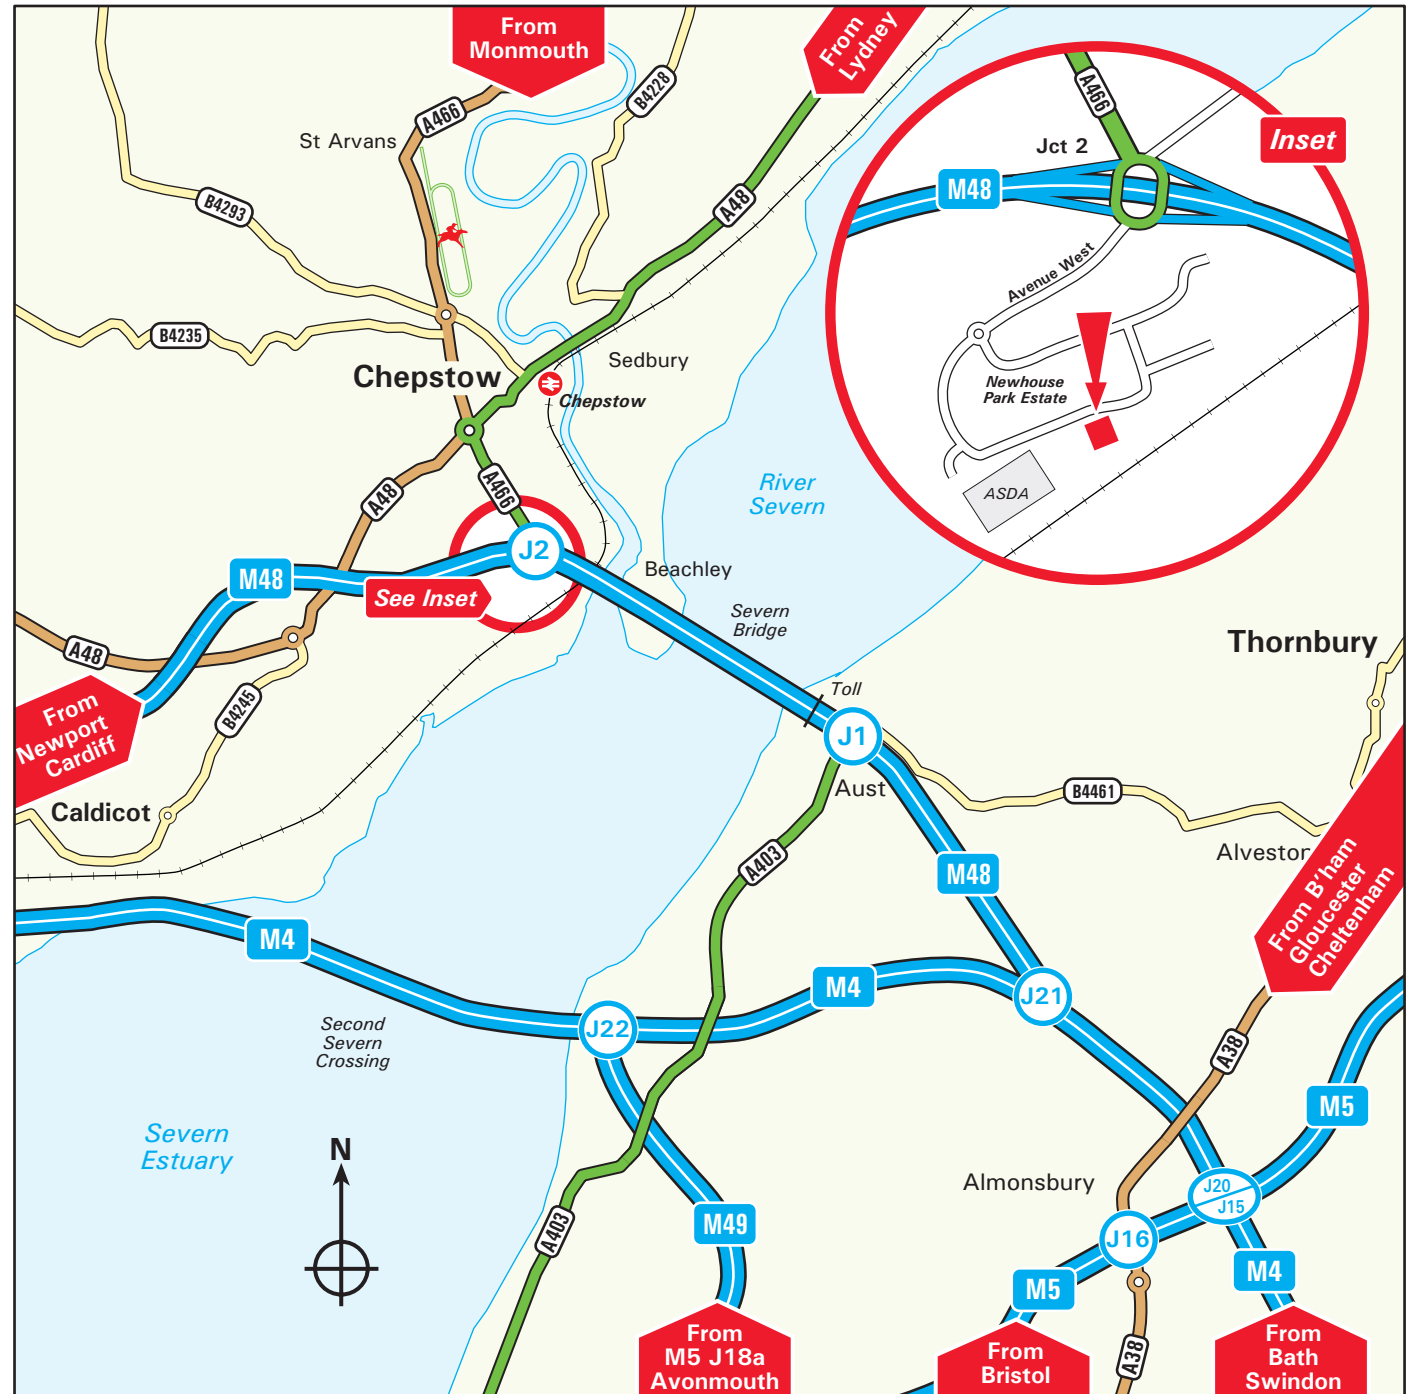 From
Monmouth
From
Lydney
A466
B4228
St Arvans
A466
Inset
Jct 2
M48
B4293
A48
Avenue West
B4235
Sedbury
Chepstow
Chepstow
Newhouse
Park Estate
ASDA
A466
A48
River
Severn
J2
M48
See Inset
Beachley
Severn
Bridge
Thornbury
A48
Toll
From
Newport
Cardiff
B4245
J1
Aust
B4461
Caldicot
Alveston
A403
M48
From B'ham
Gloucester
Cheltenham
M4
M4
J21
J22
Second
Severn
Crossing
A38
M5
Severn
Estuary
N
Almonsbury
J20
J15
A403
M49
J16
M5
M4
From
M5 J18a
Avonmouth
From
Bristol
A38
From
Bath
Swindon